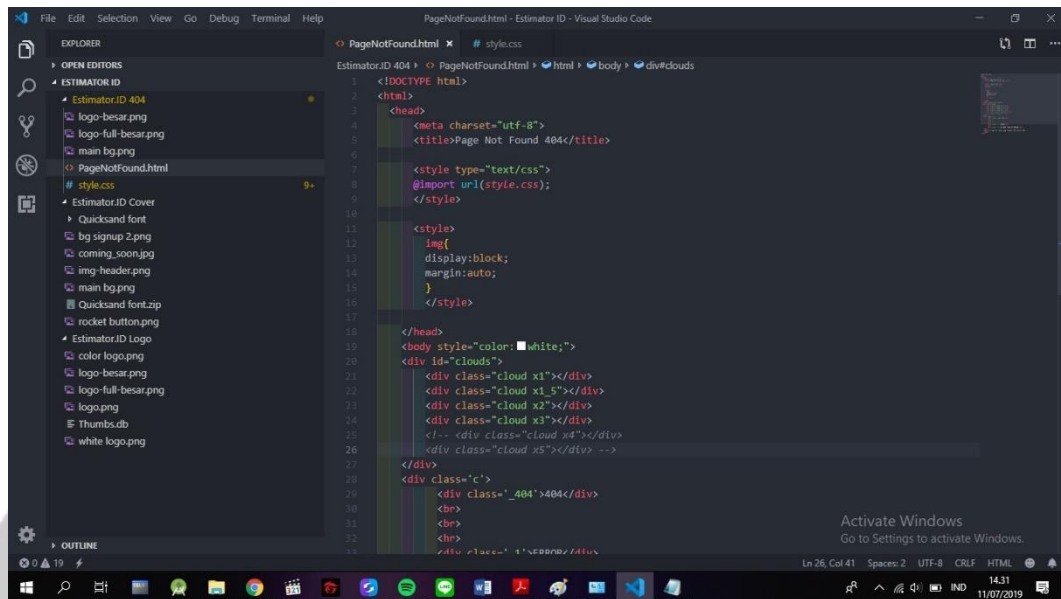 File Edit Selection View Go Debug Terminal Help
PageNotFound.html - Estimator ID - Visual Studio Code
EXPLORER
OPEN EDITORS
ESTIMATOR ID
Estimator.ID 404
logo-besar.png
logo-full-besar.png
main bg.png
<> PageNotFound.html
# style.css 9+
Estimator.ID Cover
Quicksand font
bg signup 2.png
coming_soon.jpg
img-header.png
main bg.png
Quicksand font.zip
rocket button.png
Estimator.ID Logo
color logo.png
logo-besar.png
logo-full-besar.png
logo.png
Thumbs.db
white logo.png
OUTLINE
<> PageNotFound.html × # style.css
Estimator.ID 404 <> PageNotFound.html html body div#clouds
1 <!DOCTYPE html>
2 <html>
3 <head>
4 <meta charset="utf-8">
5 <title>Page Not Found 404</title>
6
7 <style type="text/css">
8 @import url(style.css);
9 </style>
10
11 <style>
12 img{
13 display:block;
14 margin:auto;
15 }
16 </style>
17
18 </head>
19 <body style="color: white;">
20 <div id="clouds">
21 <div class="cloud x1"></div>
22 <div class="cloud x1_5"></div>
23 <div class="cloud x2"></div>
24 <div class="cloud x3"></div>
25 <!-- <div class="cloud x4"></div>
26 <div class="cloud x5"></div> -->
27 </div>
28 <div class='c'>
29 <div class='_404'>404</div>
30 <br>
31 <br>
32 <hr>
33 <div class='_1'>ERROR</div>
Activate Windows
Go to Settings to activate Windows.
0 19
Ln 26, Col 41 Spaces: 2 UTF-8 CRLF HTML
IND
14.31
11/07/2019